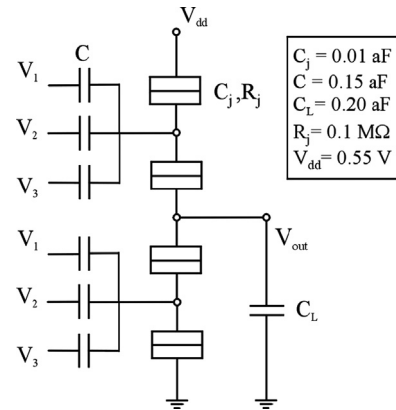 V_dd
C
V_1
V_2
V_3
C_j,R_j
C_j = 0.01 aF
C = 0.15 aF
C_L= 0.20 aF
R_j= 0.1 MΩ
V_dd= 0.55 V
V_1
V_2
V_3
V_out
C_L